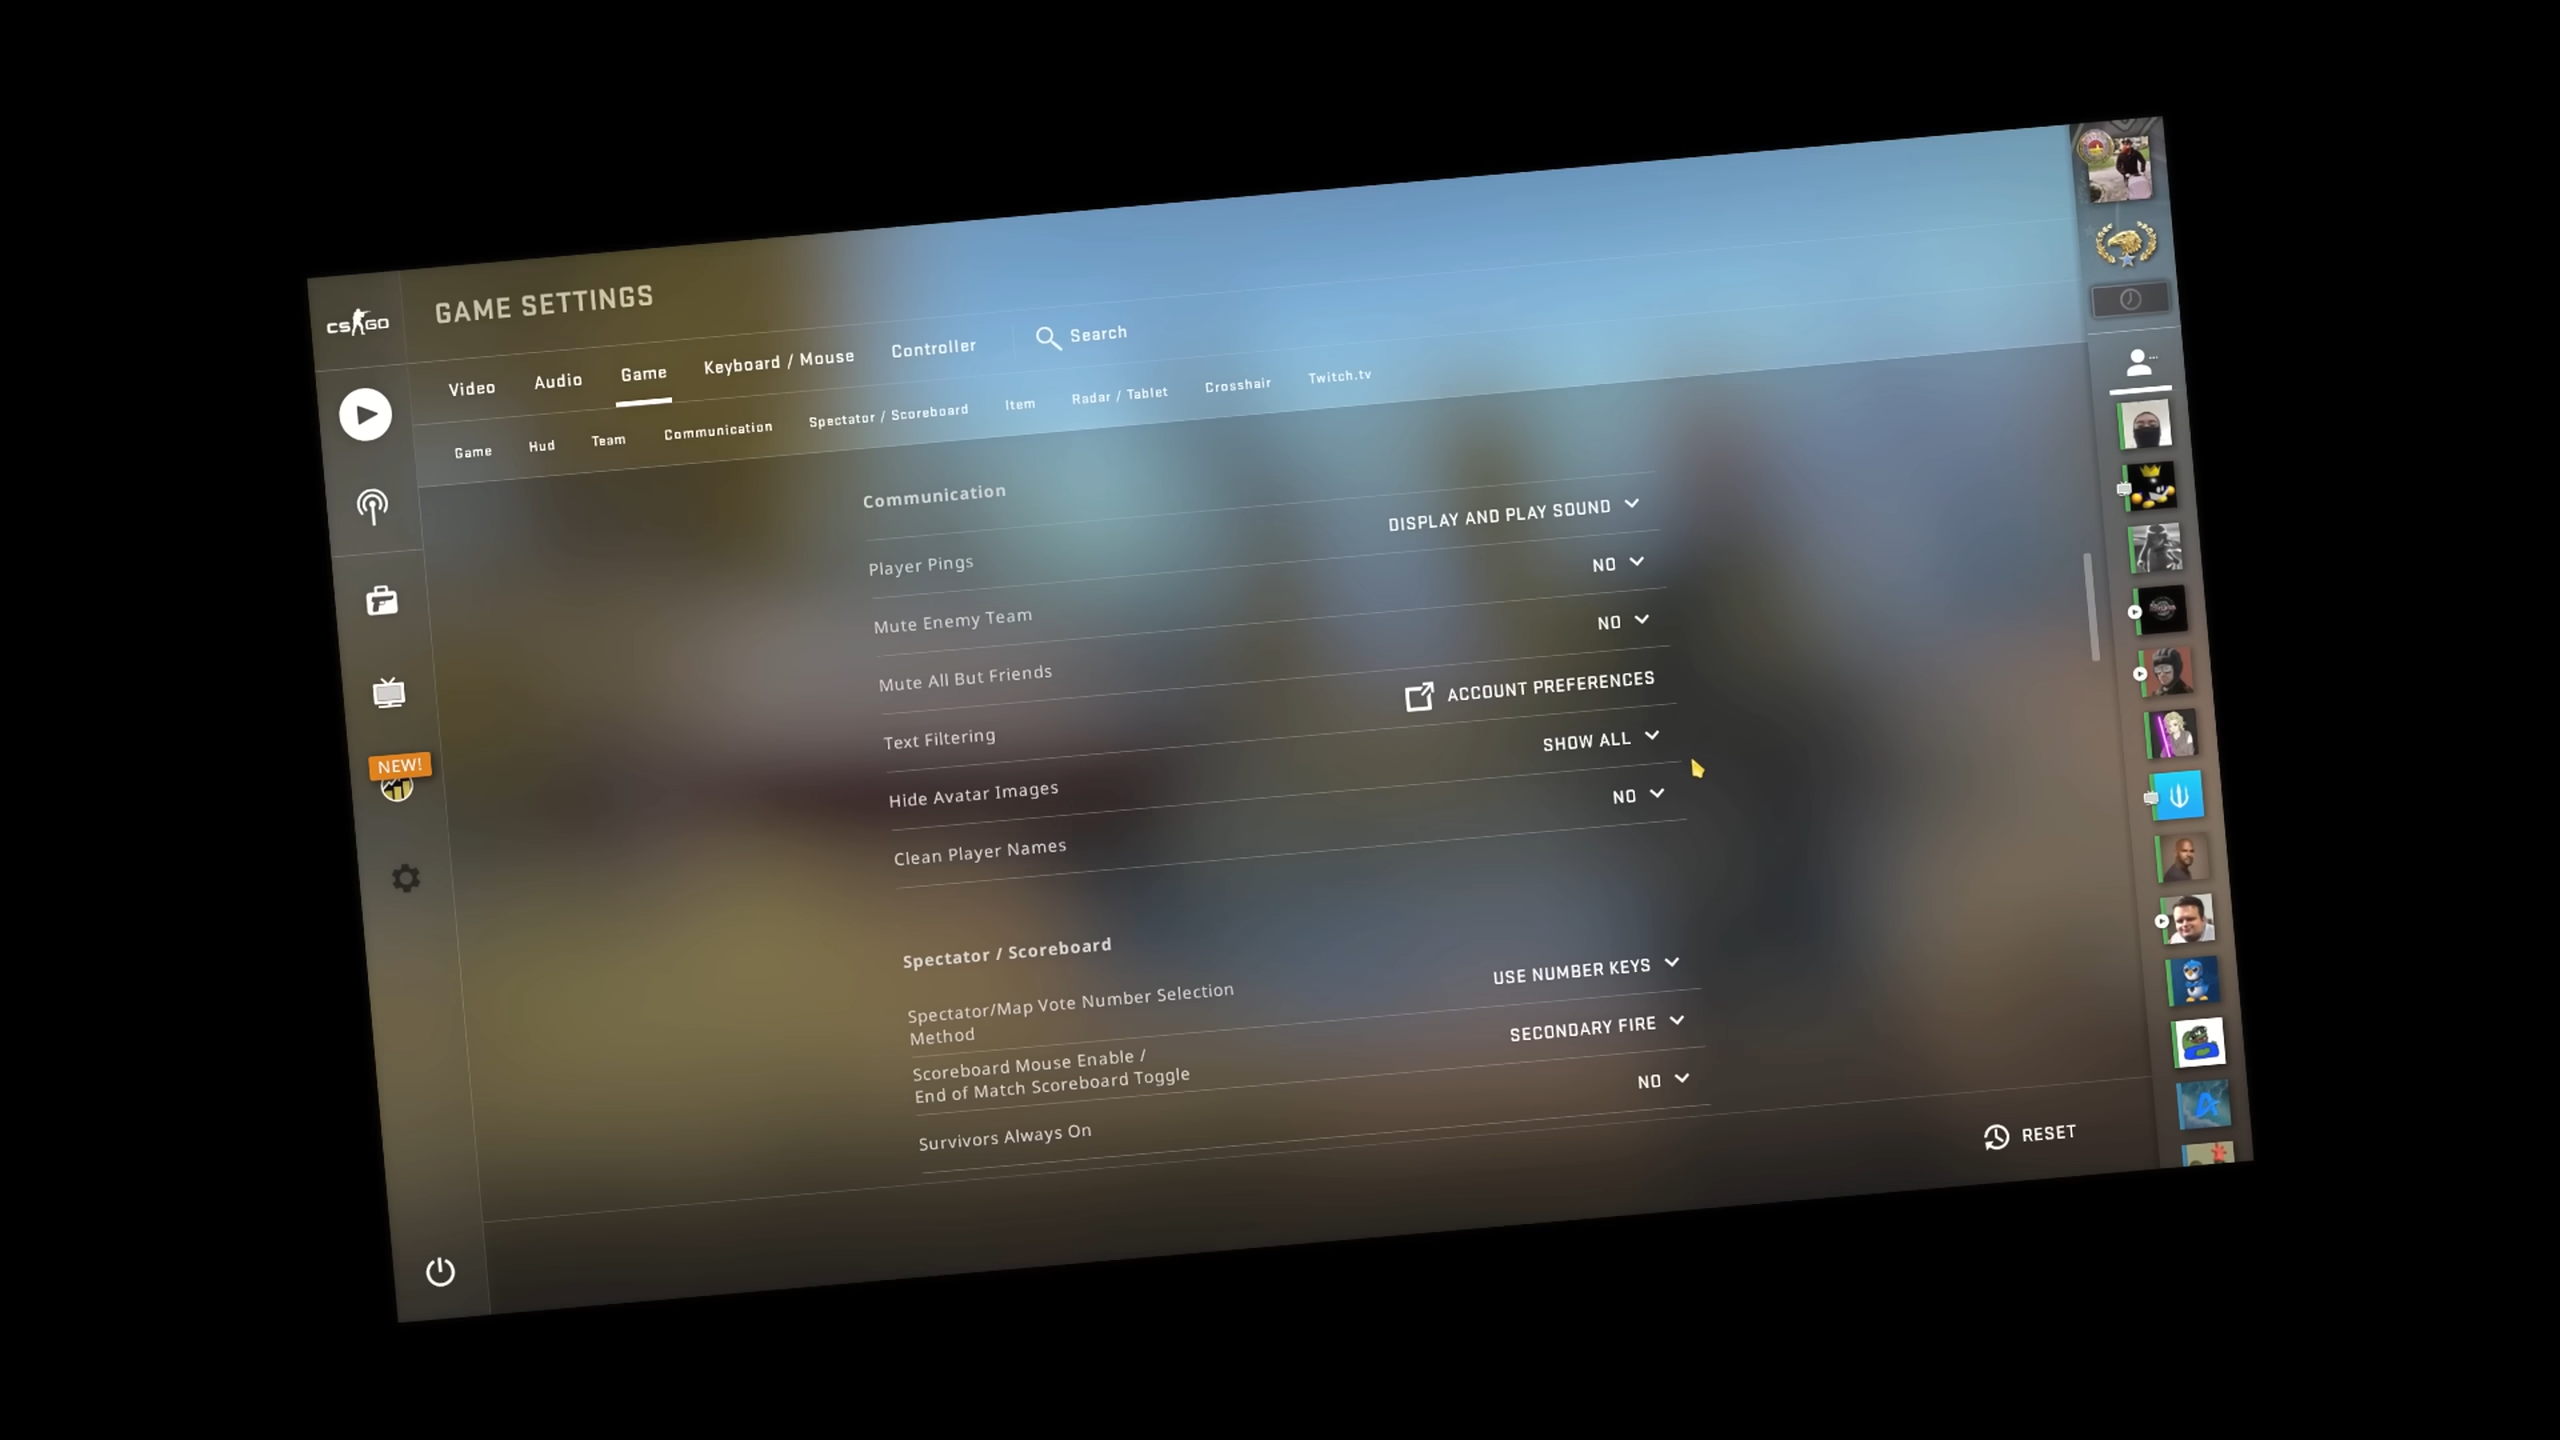 CS GO
GAME SETTINGS
Video Audio Game Keyboard / Mouse Controller Search
Game Hud Team Communication Spectator / Scoreboard Item Radar / Tablet Crosshair Twitch.tv
Communication
Player Pings DISPLAY AND PLAY SOUND
Mute Enemy Team NO
Mute All But Friends NO
Text Filtering ACCOUNT PREFERENCES
Hide Avatar Images SHOW ALL
Clean Player Names NO
NEW!
Spectator / Scoreboard
Spectator/Map Vote Number Selection
Method USE NUMBER KEYS
Scoreboard Mouse Enable /
End of Match Scoreboard Toggle SECONDARY FIRE
Survivors Always On NO
RESET